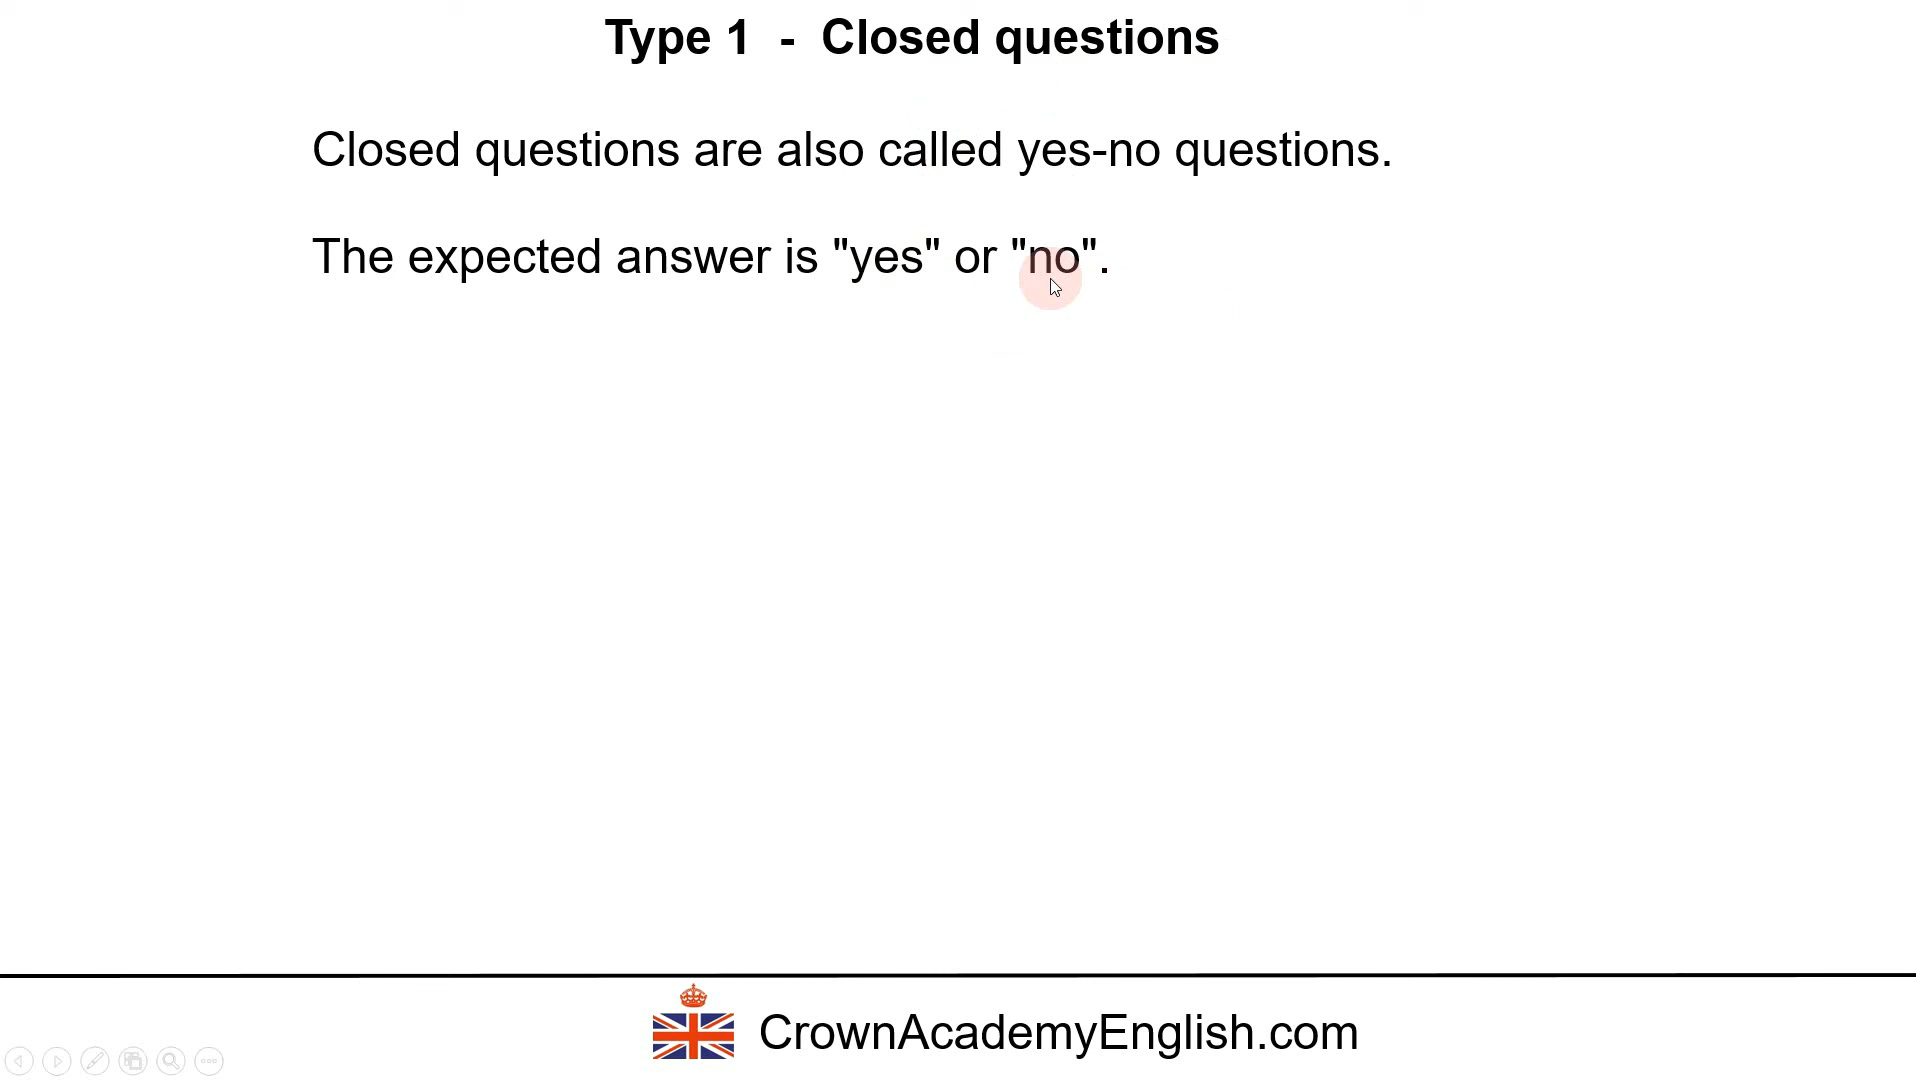 Type 1 - Closed questions
Closed questions are also called yes-no questions.
The expected answer is "yes" or "no".
CrownAcademyEnglish.com